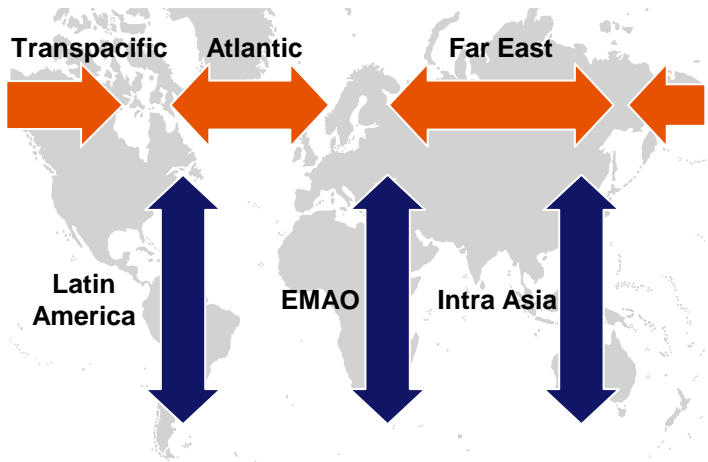 Transpacific
Atlantic
Far East
Latin
America
EMAO
Intra Asia